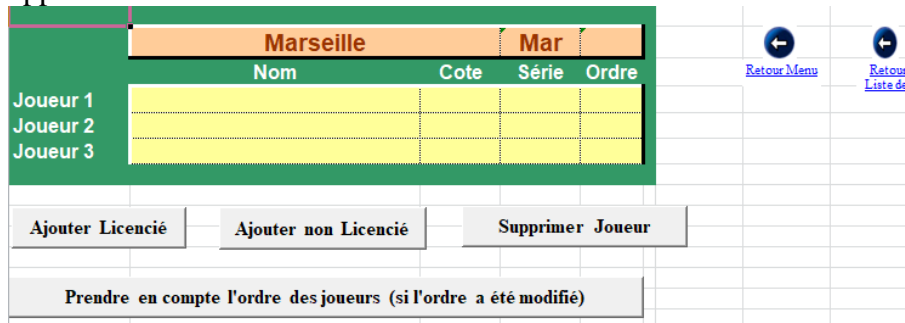 Marseille Mar
Nom Cote Série Ordre
Retour Menu
Joueur 1
Joueur 2
Joueur 3
Ajouter Licencié Ajouter non Licencié Supprimer Joueur
Prendre en compte l'ordre des joueurs (si l'ordre a été modifié)